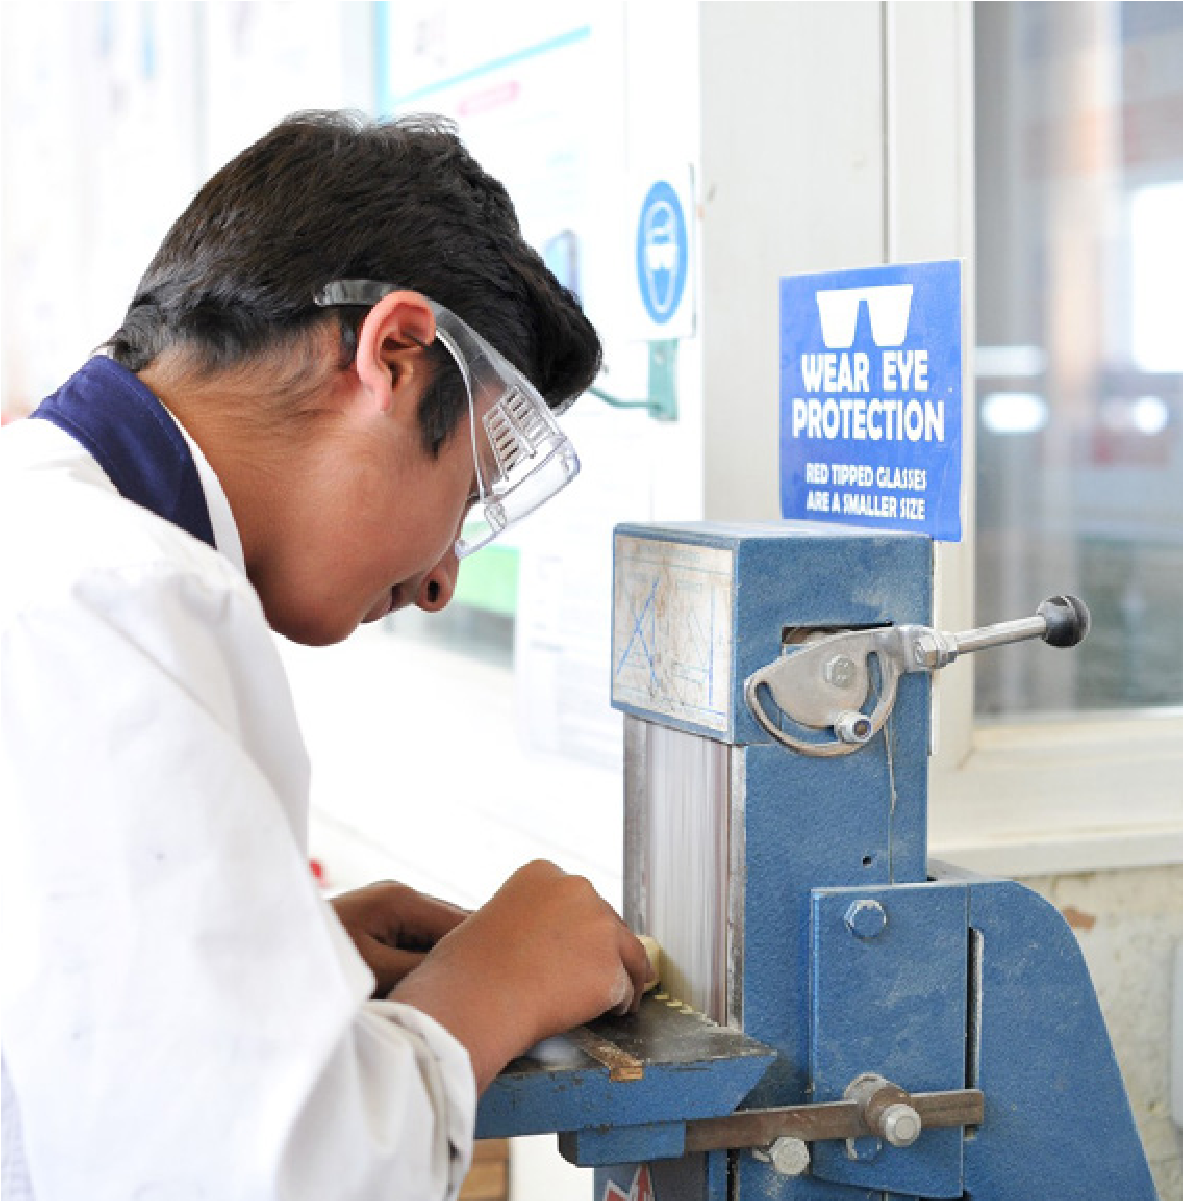 WEAR EYE
PROTECTION
RED TIPPED GLASSES
ARE A SMALLER SIZE